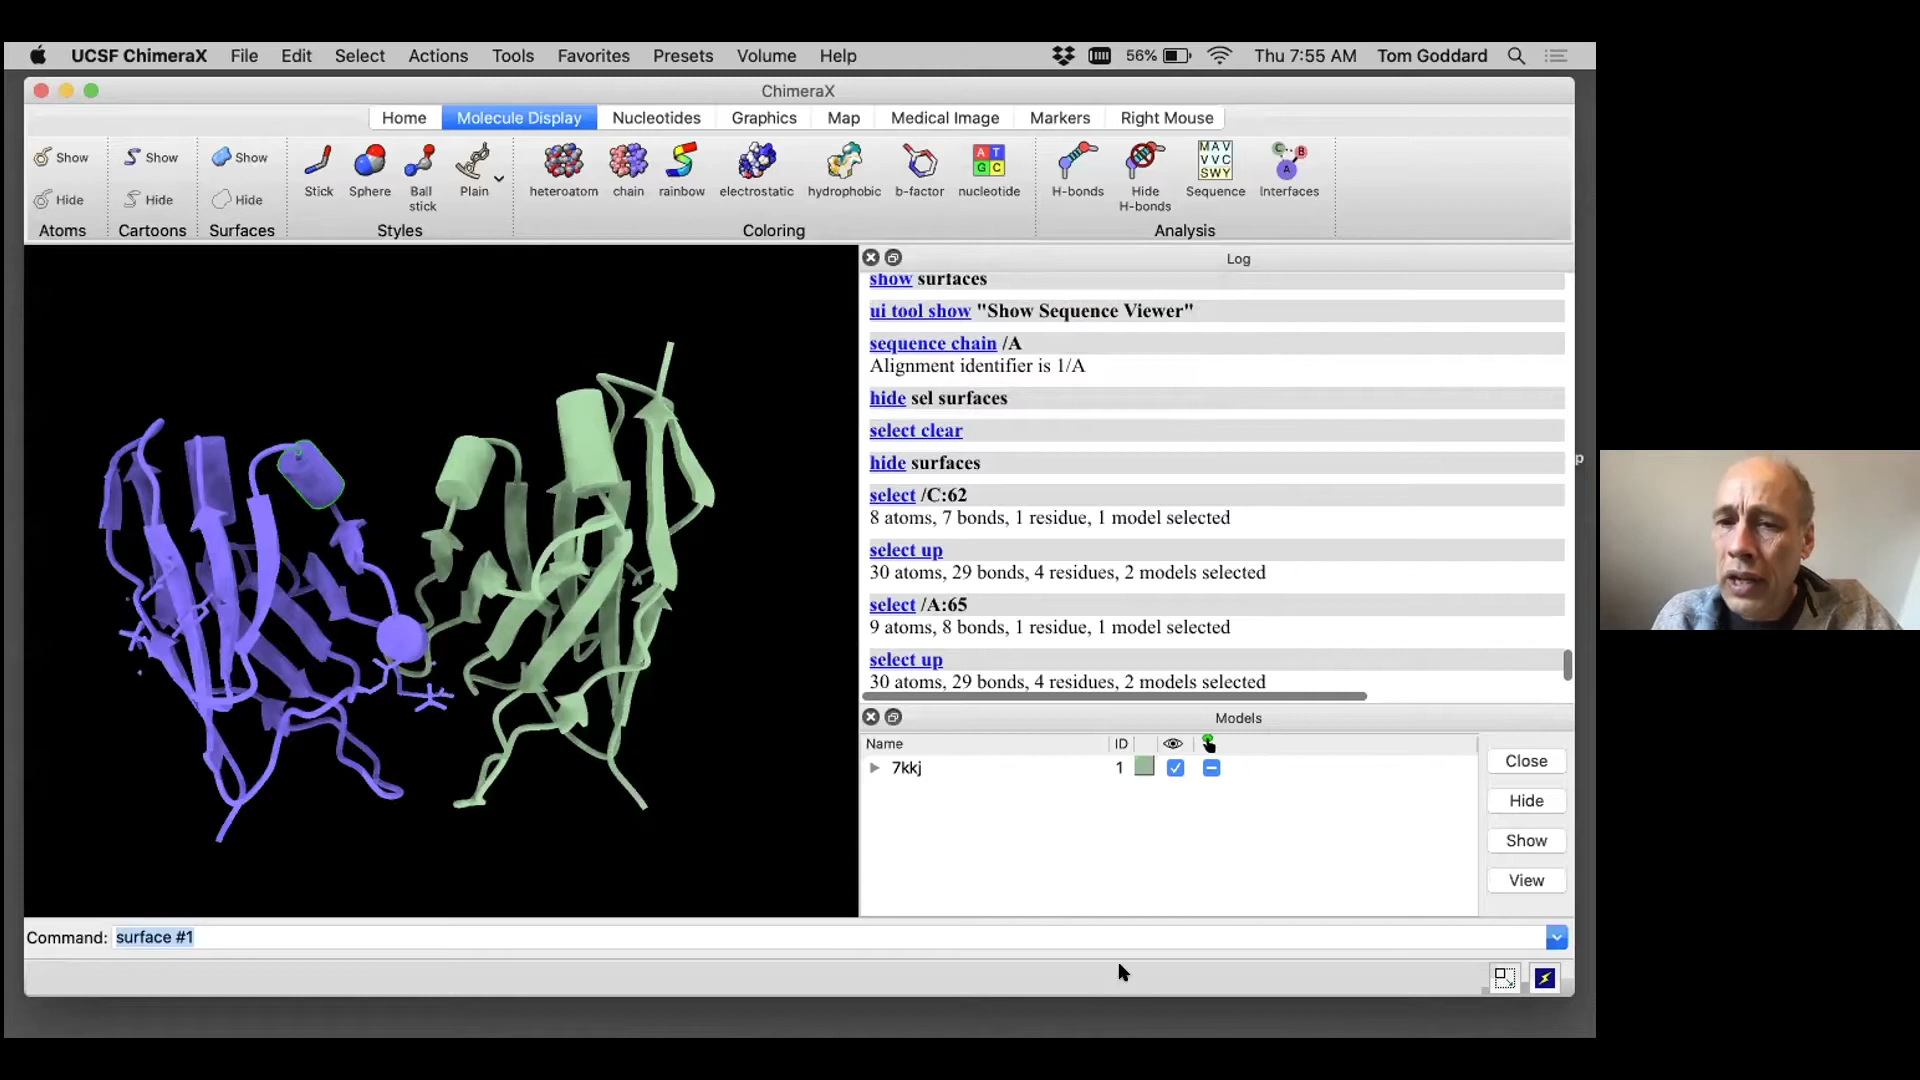 UCSF ChimeraX File Edit Select Actions Tools Favorites Presets Volume Help 56% Thu 7:55 AM Tom Goddard
ChimeraX
Home Molecule Display Nucleotides Graphics Map Medical Image Markers Right Mouse
Show Show Show
Hide Hide Hide
Atoms Cartoons Surfaces
Stick Sphere Ball stick Plain
Styles
heteroatom chain rainbow electrostatic hydrophobic b-factor nucleotide
Coloring
A T
G C
MAV
VVC
SWY
C B
A
H-bonds Hide H-bonds Sequence Interfaces
Analysis
Log
show surfaces
ui tool show "Show Sequence Viewer"
sequence chain /A
Alignment identifier is 1/A
hide sel surfaces
select clear
hide surfaces
select /C:62
8 atoms, 7 bonds, 1 residue, 1 model selected
select up
30 atoms, 29 bonds, 4 residues, 2 models selected
select /A:65
9 atoms, 8 bonds, 1 residue, 1 model selected
select up
30 atoms, 29 bonds, 4 residues, 2 models selected
p
Models
Name ID
7kkj 1
Close
Hide
Show
View
Command: surface #1